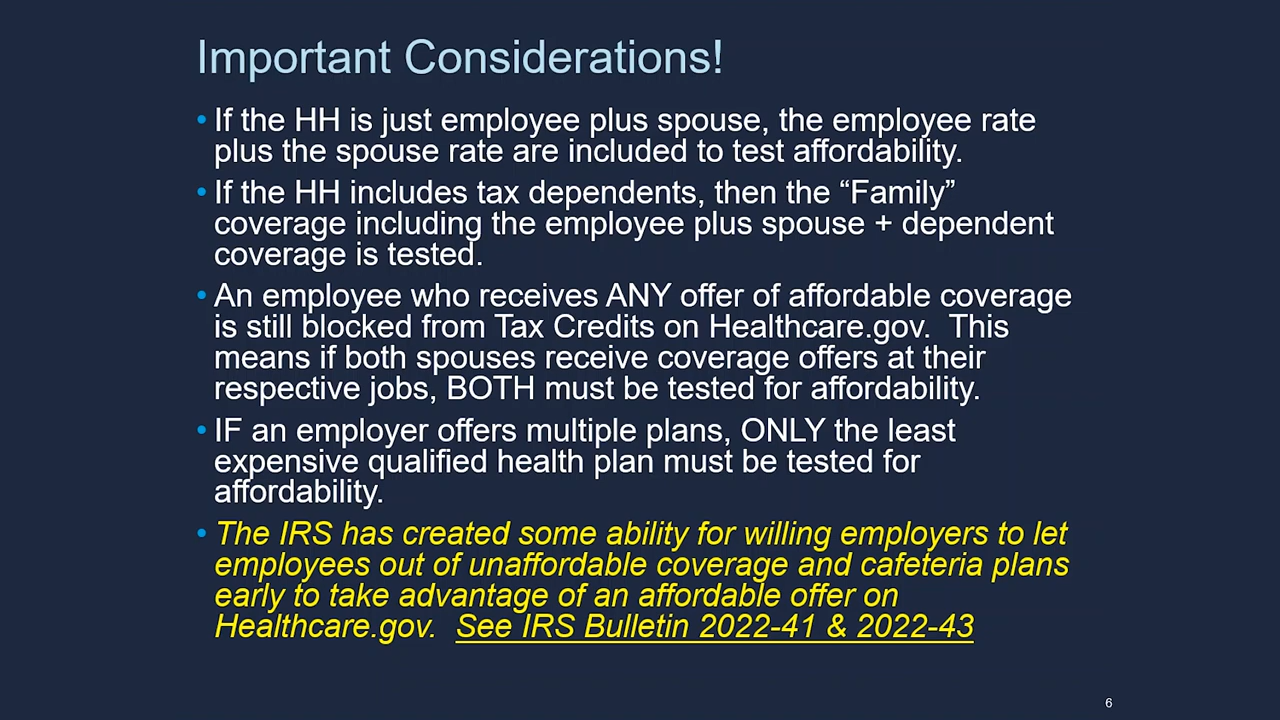 Important Considerations!
• If the HH is just employee plus spouse, the employee rate
plus the spouse rate are included to test affordability.
• If the HH includes tax dependents, then the “Family”
coverage including the employee plus spouse + dependent
coverage is tested.
• An employee who receives ANY offer of affordable coverage
is still blocked from Tax Credits on Healthcare.gov.  This
means if both spouses receive coverage offers at their
respective jobs, BOTH must be tested for affordability.
• IF an employer offers multiple plans, ONLY the least
expensive qualified health plan must be tested for
affordability.
• The IRS has created some ability for willing employers to let
employees out of unaffordable coverage and cafeteria plans
early to take advantage of an affordable offer on
Healthcare.gov.  See IRS Bulletin 2022-41 & 2022-43
6